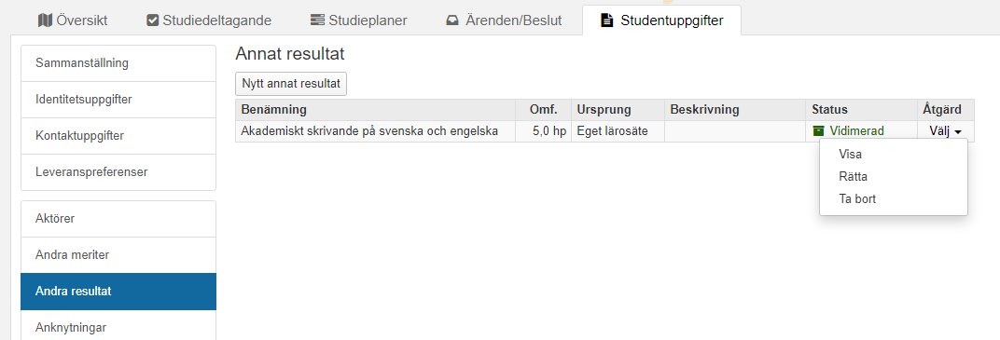 Översikt Studiedeltagande Studieplaner Ärenden/Beslut Studentuppgifter
Sammanställning
Identitetsuppgifter
Kontaktuppgifter
Leveranspreferenser
Aktörer
Andra meriter
Andra resultat
Anknytningar
Annat resultat
Nytt annat resultat
Benämning Omf. Ursprung Beskrivning Status Åtgärd
Akademiskt skrivande på svenska och engelska 5,0 hp Eget lärosäte Vidimerad Välj
Visa
Rätta
Ta bort